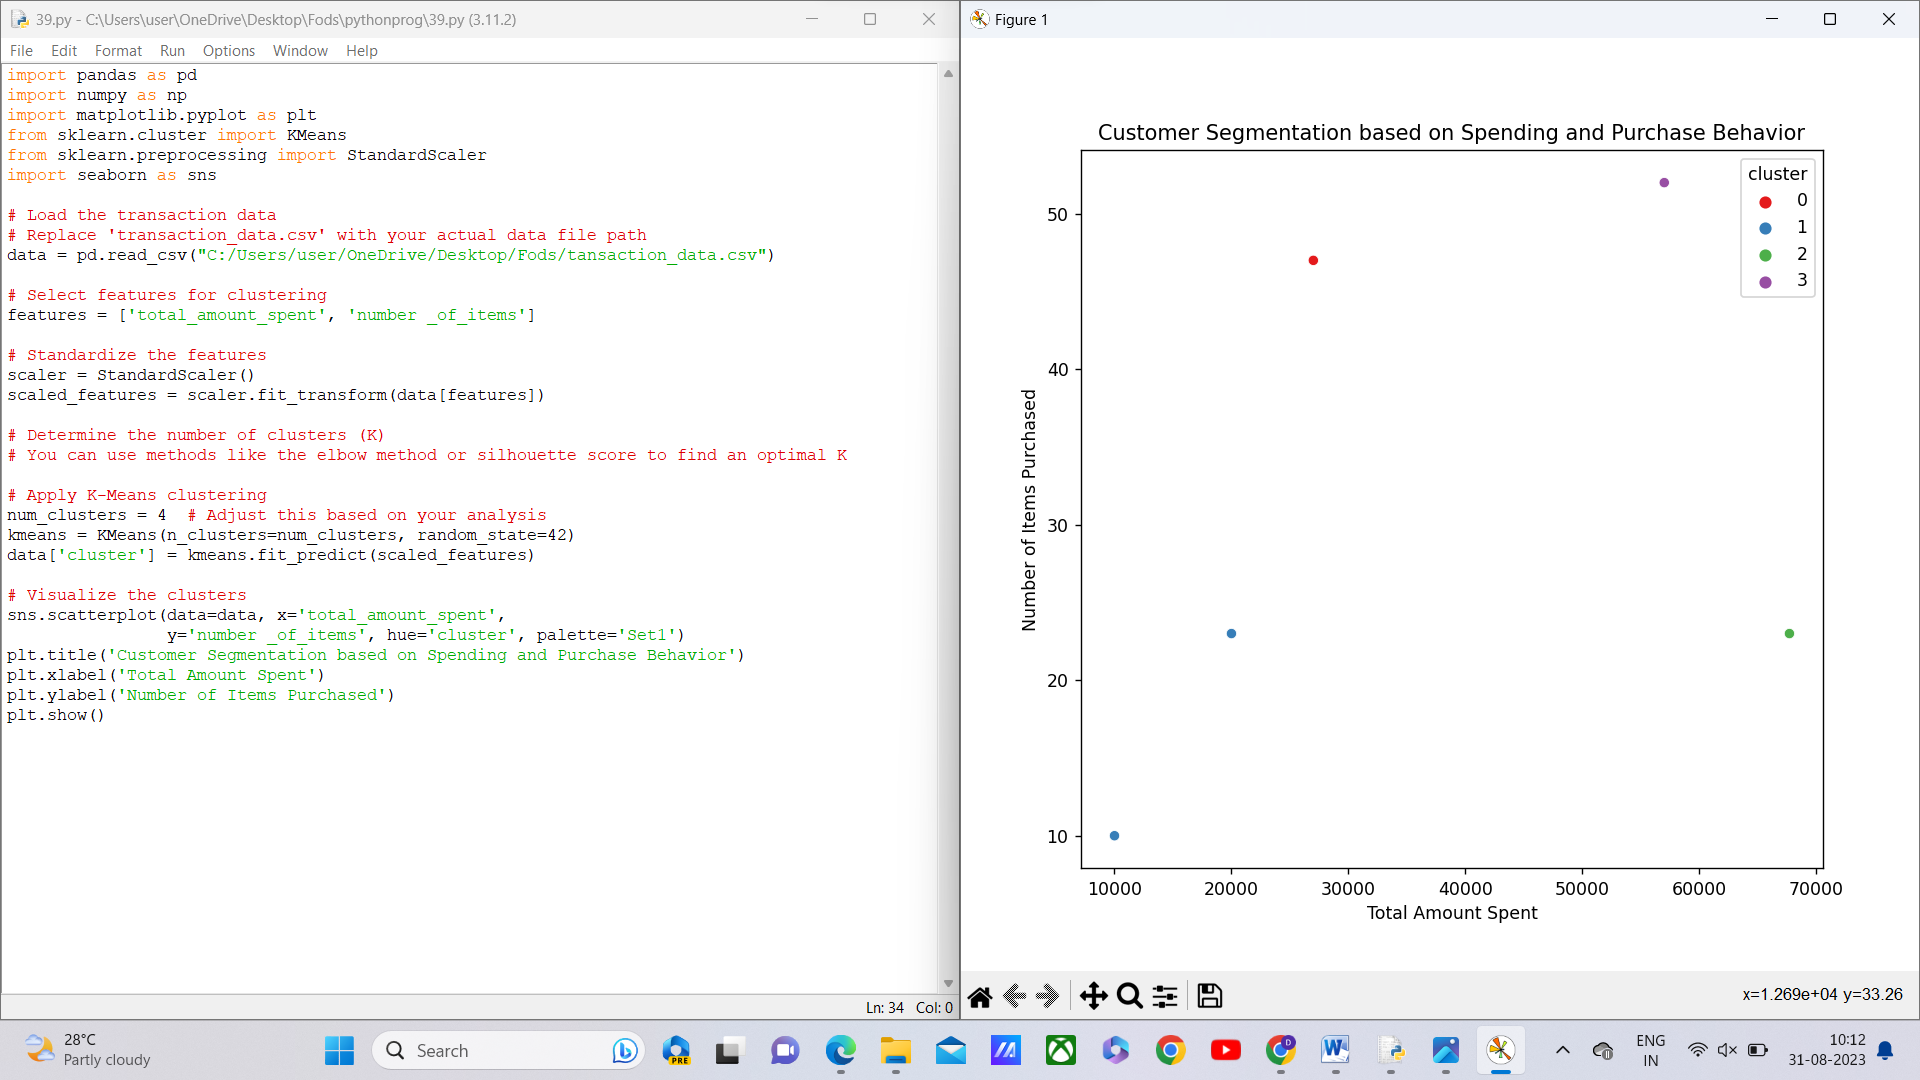 39.py - C:\Users\user\OneDrive\Desktop\Fods\pythonprog\39.py (3.11.2)
File Edit Format Run Options Window Help
import pandas as pd
import numpy as np
import matplotlib.pyplot as plt
from sklearn.cluster import KMeans
from sklearn.preprocessing import StandardScaler
import seaborn as sns
# Load the transaction data
# Replace 'transaction_data.csv' with your actual data file path
data = pd.read_csv("C:/Users/user/OneDrive/Desktop/Fods/tansaction_data.csv")
# Select features for clustering
features = ['total_amount_spent', 'number _of_items']
# Standardize the features
scaler = StandardScaler()
scaled_features = scaler.fit_transform(data[features])
# Determine the number of clusters (K)
# You can use methods like the elbow method or silhouette score to find an optimal K
# Apply K-Means clustering
num_clusters = 4  # Adjust this based on your analysis
kmeans = KMeans(n_clusters=num_clusters, random_state=42)
data['cluster'] = kmeans.fit_predict(scaled_features)
# Visualize the clusters
sns.scatterplot(data=data, x='total_amount_spent',
y='number _of_items', hue='cluster', palette='Set1')
plt.title('Customer Segmentation based on Spending and Purchase Behavior')
plt.xlabel('Total Amount Spent')
plt.ylabel('Number of Items Purchased')
plt.show()
Ln: 34 Col: 0
Figure 1
Customer Segmentation based on Spending and Purchase Behavior
cluster
0
1
2
3
50
40
30
20
10
Number of Items Purchased
10000 20000 30000 40000 50000 60000 70000
Total Amount Spent
x=1.269e+04 y=33.26
28°C
Partly cloudy
Search
PRE
D
W
ENG
IN
10:12
31-08-2023